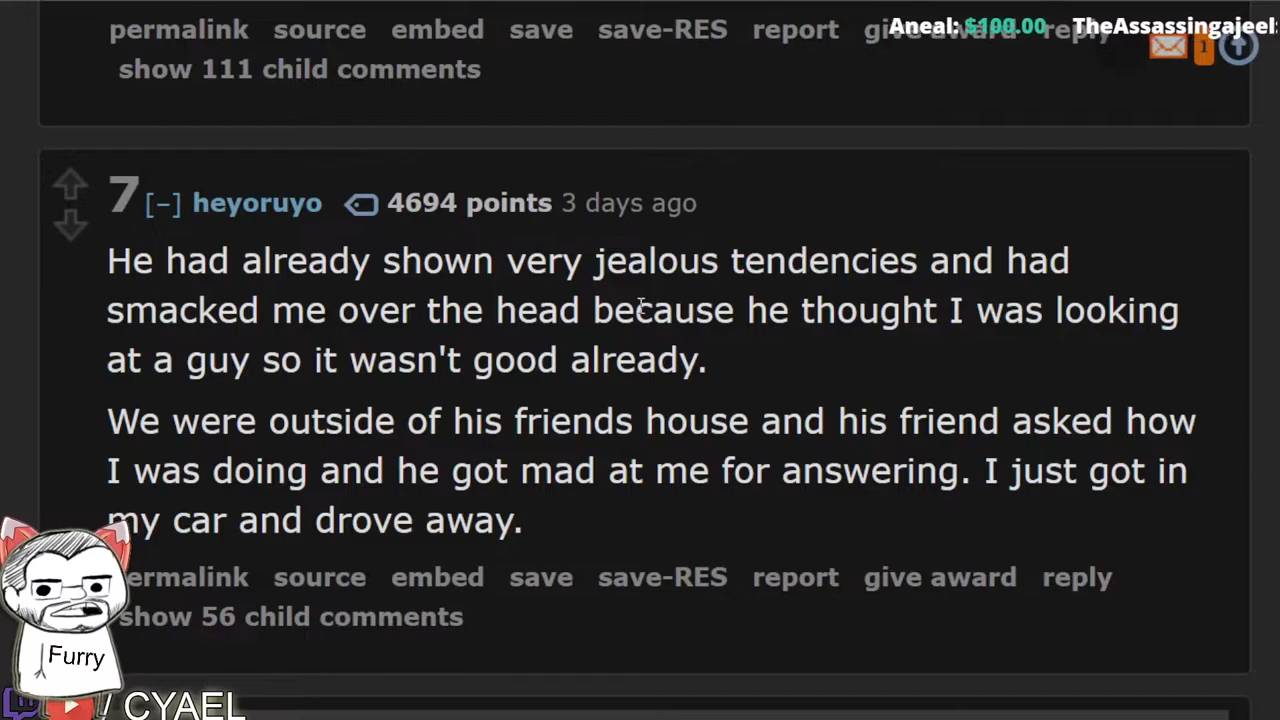 permalink source embed save save-RES report give award reply
Aneal: $100.00 TheAssassingajeel:
1
show 111 child comments
7 [–] heyoruyo 4694 points 3 days ago
He had already shown very jealous tendencies and had
smacked me over the head because he thought I was looking
at a guy so it wasn't good already.
We were outside of his friends house and his friend asked how
I was doing and he got mad at me for answering. I just got in
my car and drove away.
permalink source embed save save-RES report give award reply
show 56 child comments
Furry
/ CYAEL